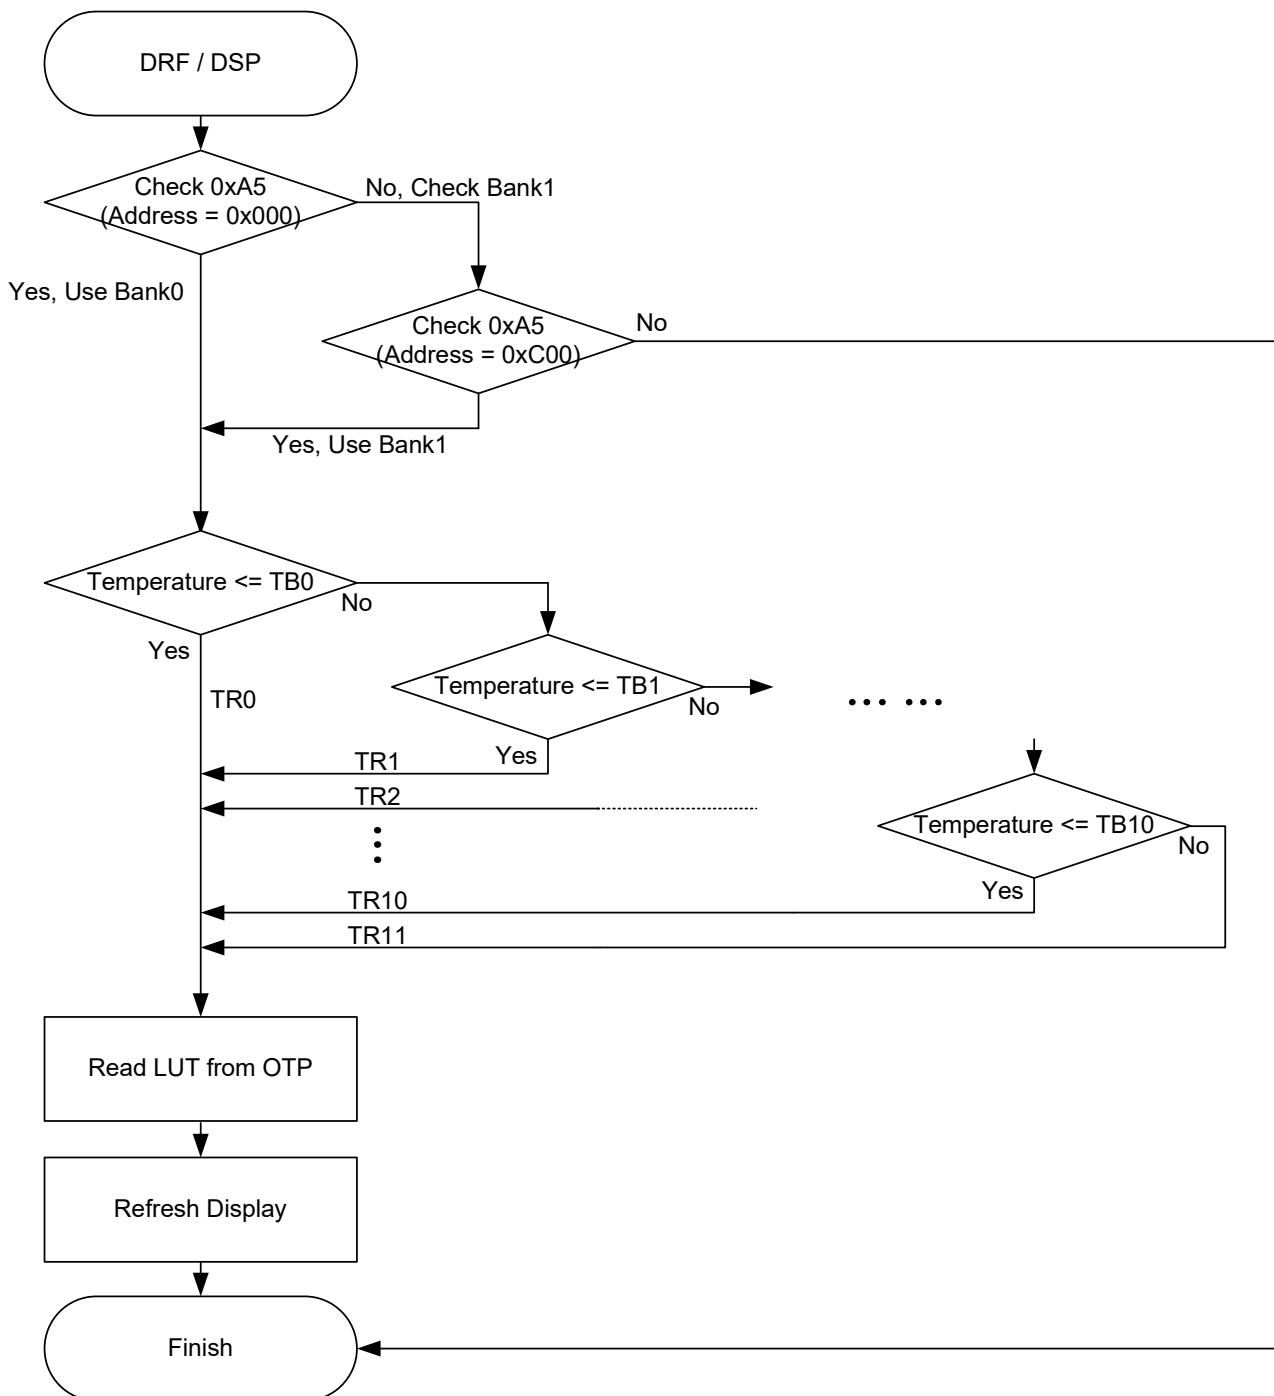 DRF / DSP
Check 0xA5
(Address = 0x000)
No, Check Bank1
Yes, Use Bank0
Check 0xA5
(Address = 0xC00)
No
Yes, Use Bank1
Temperature <= TB0
No
Yes
TR0
Temperature <= TB1
No
... ...
Yes
TR1
TR2
Temperature <= TB10
No
Yes
TR10
TR11
Read LUT from OTP
Refresh Display
Finish